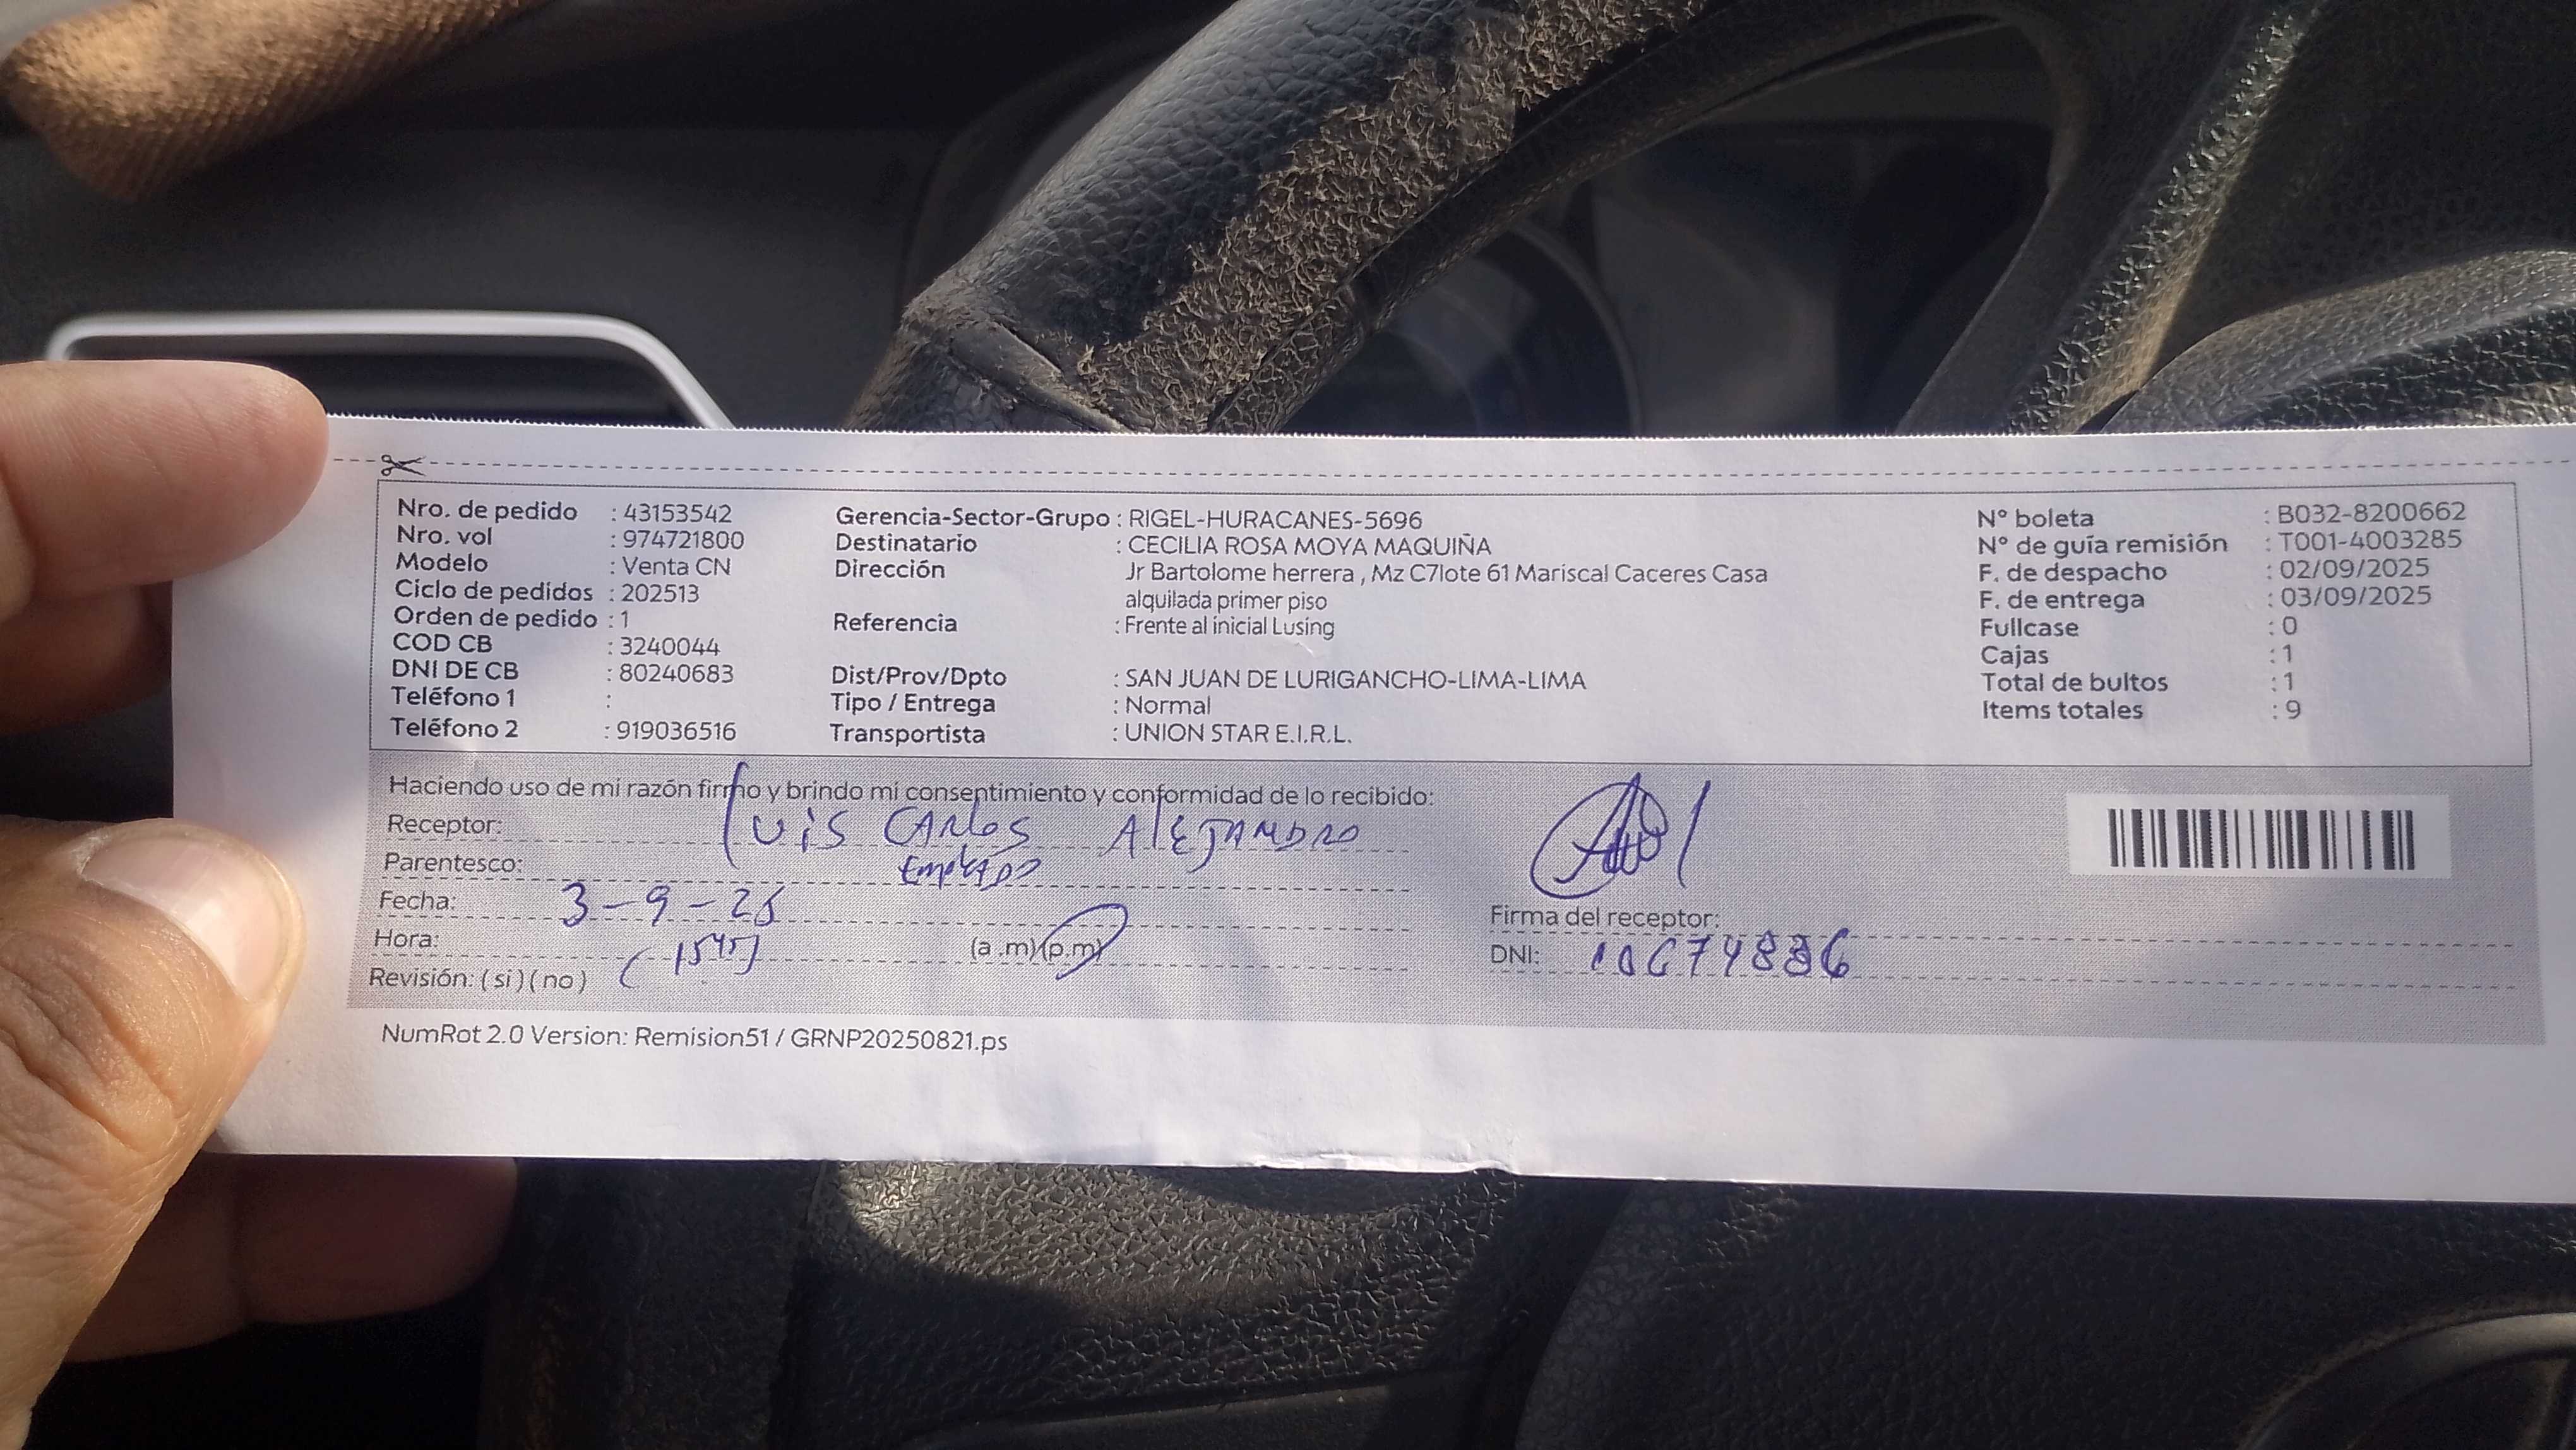 Nro. de pedido : 43153542
Nro. vol : 974721800
Modelo : Venta CN
Ciclo de pedidos : 202513
Orden de pedido : 1
COD CB : 3240044
DNI DE CB : 80240683
Teléfono 1 :
Teléfono 2 : 919036516
Gerencia-Sector-Grupo : RIGEL-HURACANES-5696
Destinatario : CECILIA ROSA MOYA MAQUIÑA
Dirección Jr Bartolome herrera , Mz C7lote 61 Mariscal Caceres Casa
alquilada primer piso
Referencia : Frente al inicial Lusing
Dist/Prov/Dpto : SAN JUAN DE LURIGANCHO-LIMA-LIMA
Tipo / Entrega : Normal
Transportista : UNION STAR E.I.R.L.
N° boleta : B032-8200662
N° de guía remisión : T001-4003285
F. de despacho : 02/09/2025
F. de entrega : 03/09/2025
Fullcase : 0
Cajas : 1
Total de bultos : 1
Items totales : 9
Haciendo uso de mi razón firmo y brindo mi consentimiento y conformidad de lo recibido:
Receptor: Luis CARlos AlEJANDRO
Parentesco:
Fecha: 3-9-25
Hora: (a .m)(p.m)
Revisión: ( si ) ( no )
Firma del receptor:
DNI:
NumRot 2.0 Version: Remision51 / GRNP20250821.ps